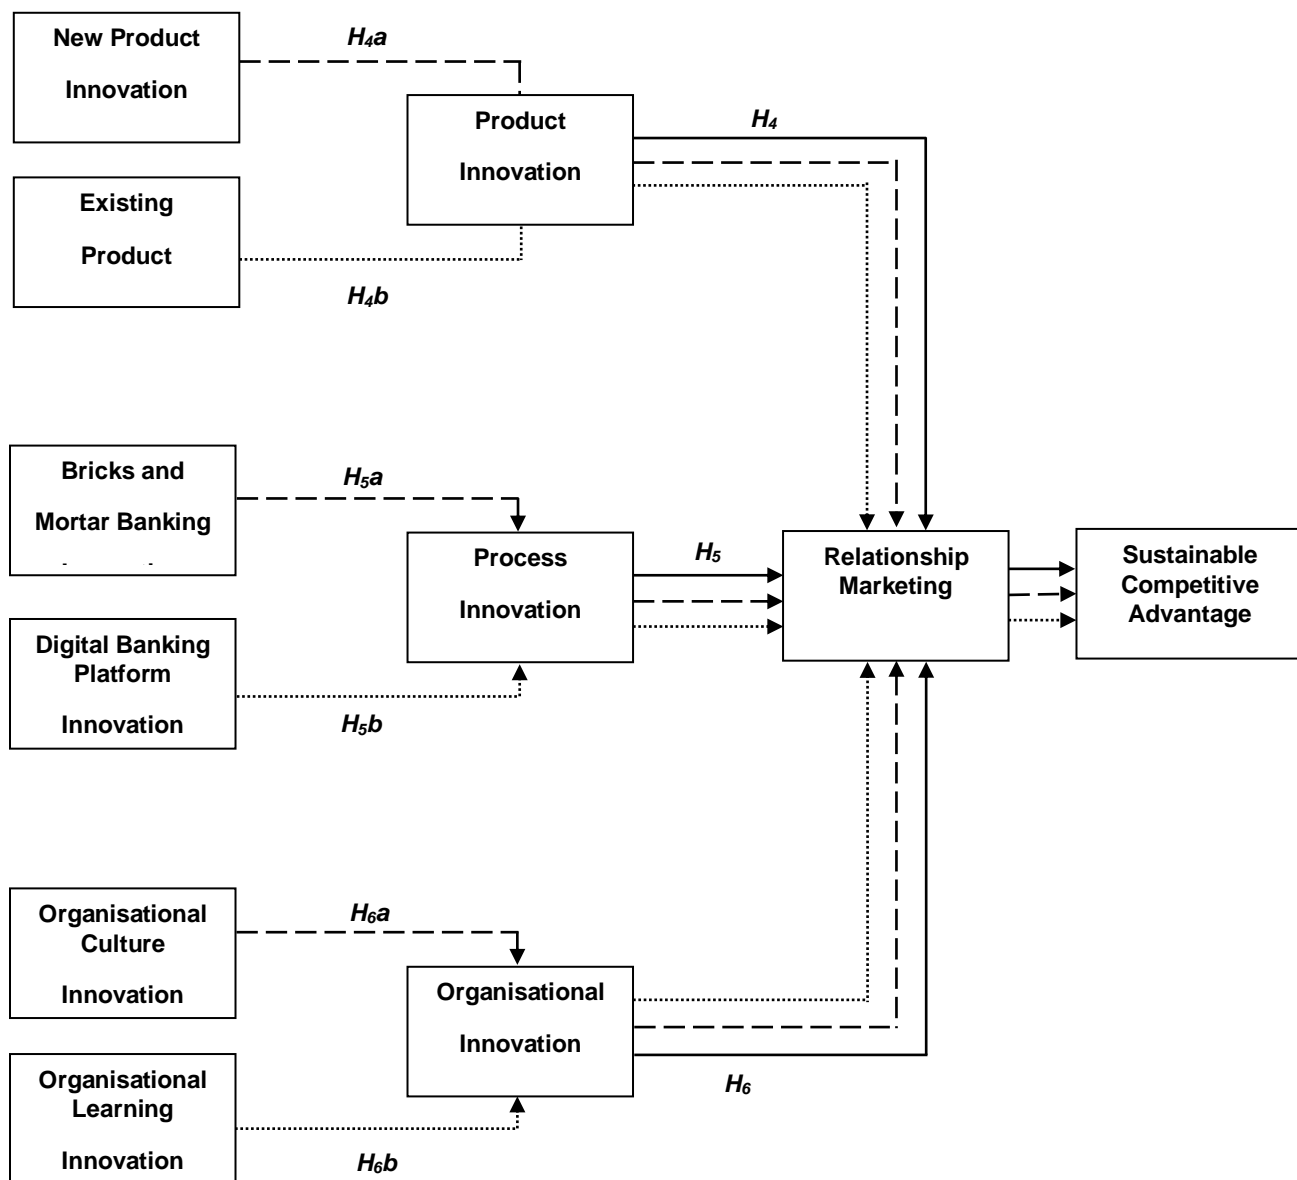 New Product
Innovation
H₄a
Product
Innovation
H₄
Existing
Product
H₄b
Bricks and
Mortar Banking
H₅a
Process
Innovation
H₅
Relationship
Marketing
Sustainable
Competitive
Advantage
Digital Banking
Platform
Innovation
H₅b
Organisational
Culture
Innovation
H₆a
Organisational
Innovation
H₆
Organisational
Learning
Innovation
H₆b